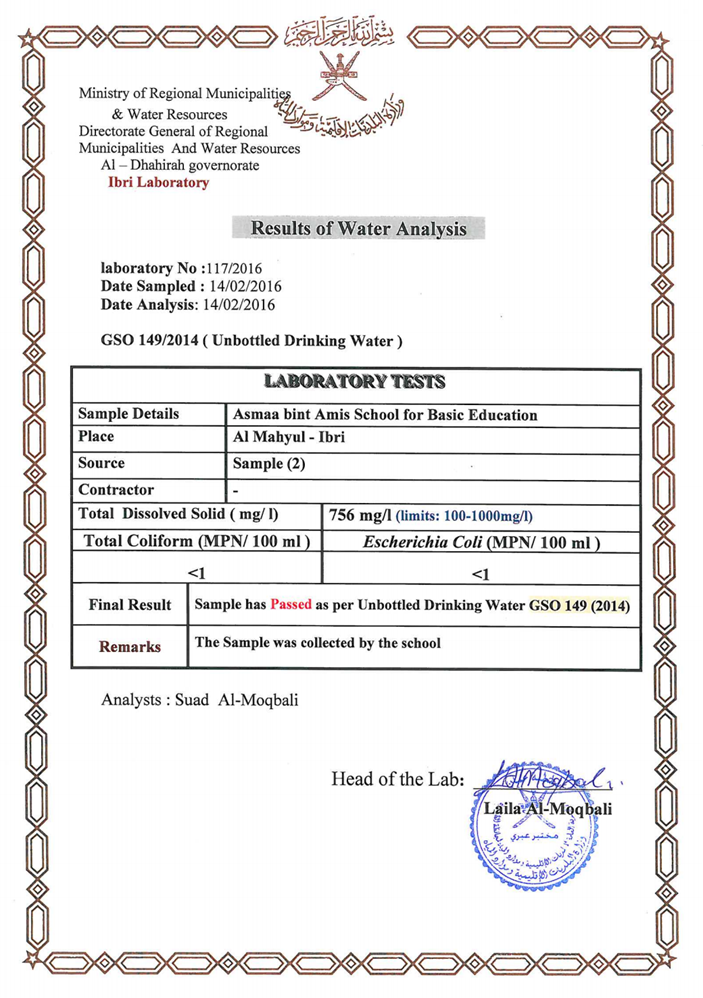 بسم الله الرحمن الرحيم
Ministry of Regional Municipalities
& Water Resources
Directorate General of Regional
Municipalities And Water Resources
Al – Dhahirah governorate
Ibri Laboratory
وزارة البلديات الإقليمية وموارد المياه
Results of Water Analysis
laboratory No :117/2016
Date Sampled : 14/02/2016
Date Analysis: 14/02/2016
GSO 149/2014 ( Unbottled Drinking Water )
LABORATORY TESTS
Sample Details Asmaa bint Amis School for Basic Education
Place Al Mahyul - Ibri
Source Sample (2)
Contractor -
Total Dissolved Solid ( mg/ l) 756 mg/l (limits: 100-1000mg/l)
Total Coliform (MPN/ 100 ml ) Escherichia Coli (MPN/ 100 ml )
<1 <1
Final Result Sample has Passed as per Unbottled Drinking Water GSO 149 (2014)
Remarks The Sample was collected by the school
Analysts : Suad Al-Moqbali
Head of the Lab:
Laila Al-Moqbali
مختبر عبري
وزارة البلديات الإقليمية وموارد المياه